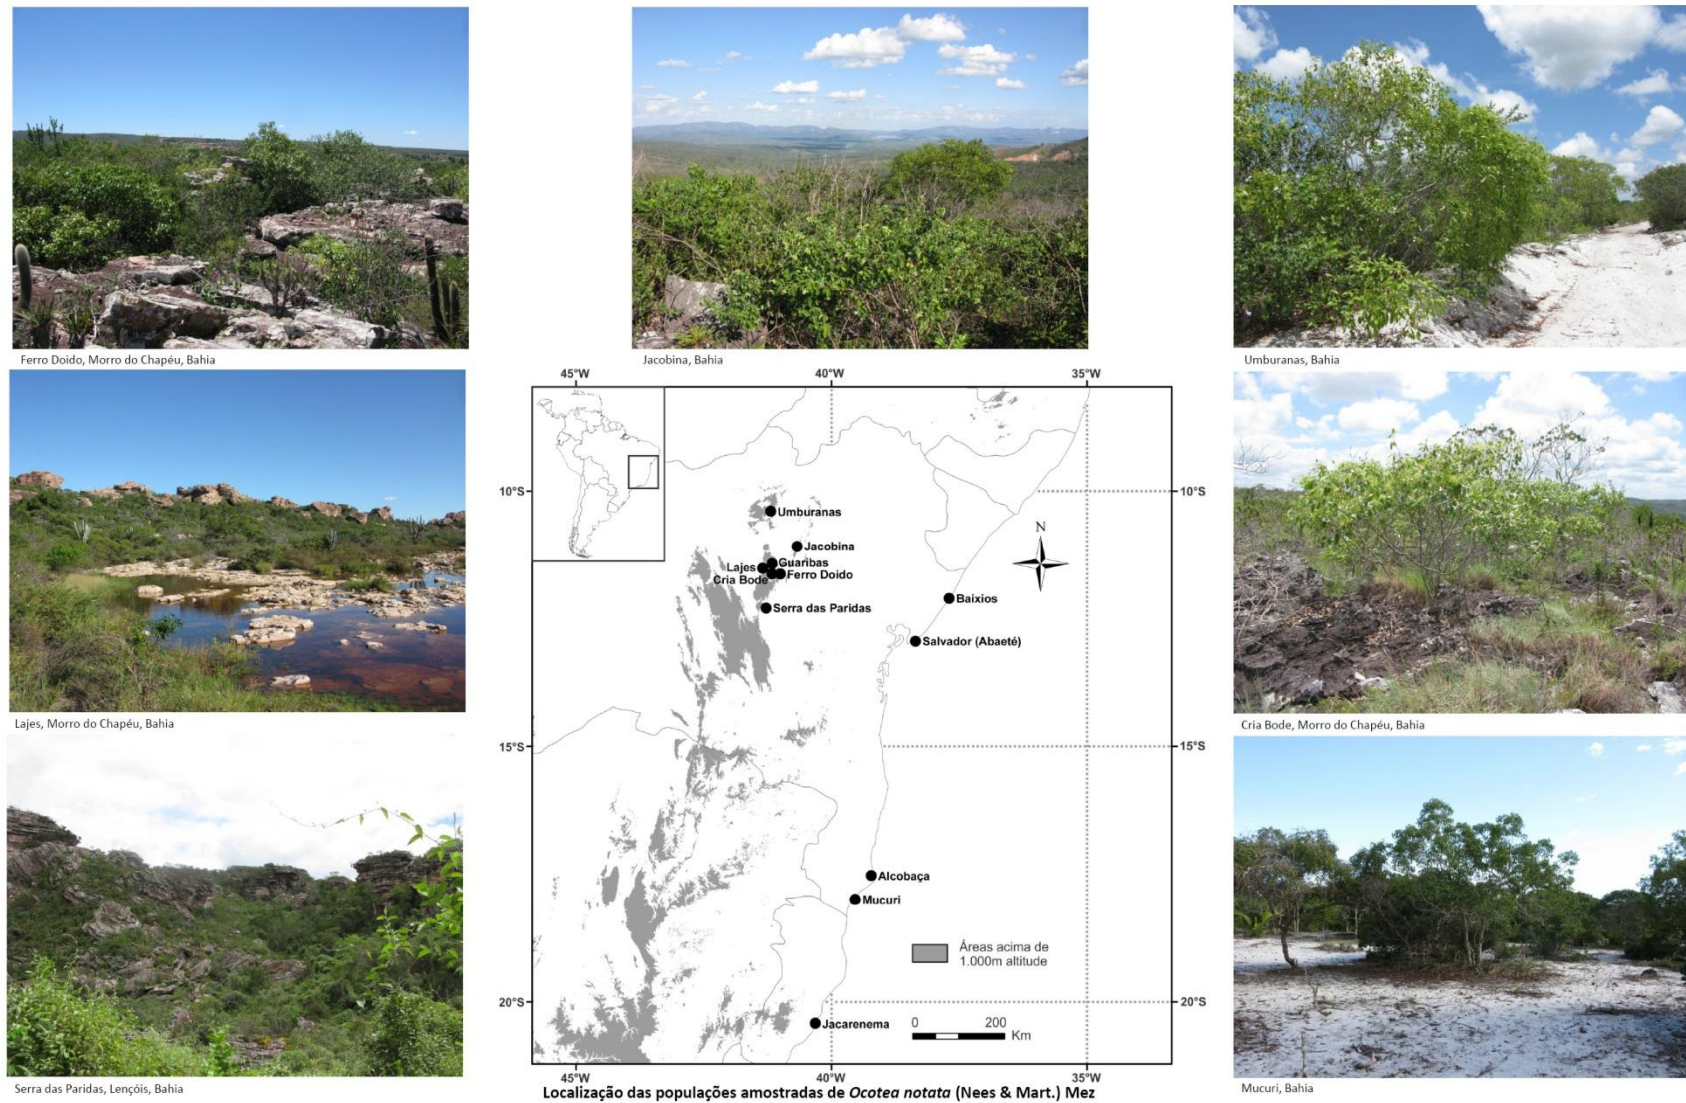 Ferro Doido, Morro do Chapéu, Bahia
Jacobina, Bahia
Umburanas, Bahia
Lajes, Morro do Chapéu, Bahia
Cria Bode, Morro do Chapéu, Bahia
Serra das Paridas, Lençóis, Bahia
Mucuri, Bahia
45°W
40°W
35°W
10°S
10°S
Umburanas
Jacobina
Guaribas
Lajes
Cria Bode
Ferro Doido
Serra das Paridas
N
Baixios
Salvador (Abaeté)
15°S
15°S
Alcobaça
Mucuri
Áreas acima de
1.000m altitude
20°S
20°S
Jacarenema
0 200
Km
45°W
40°W
35°W
Localização das populações amostradas de Ocotea notata (Nees & Mart.) Mez